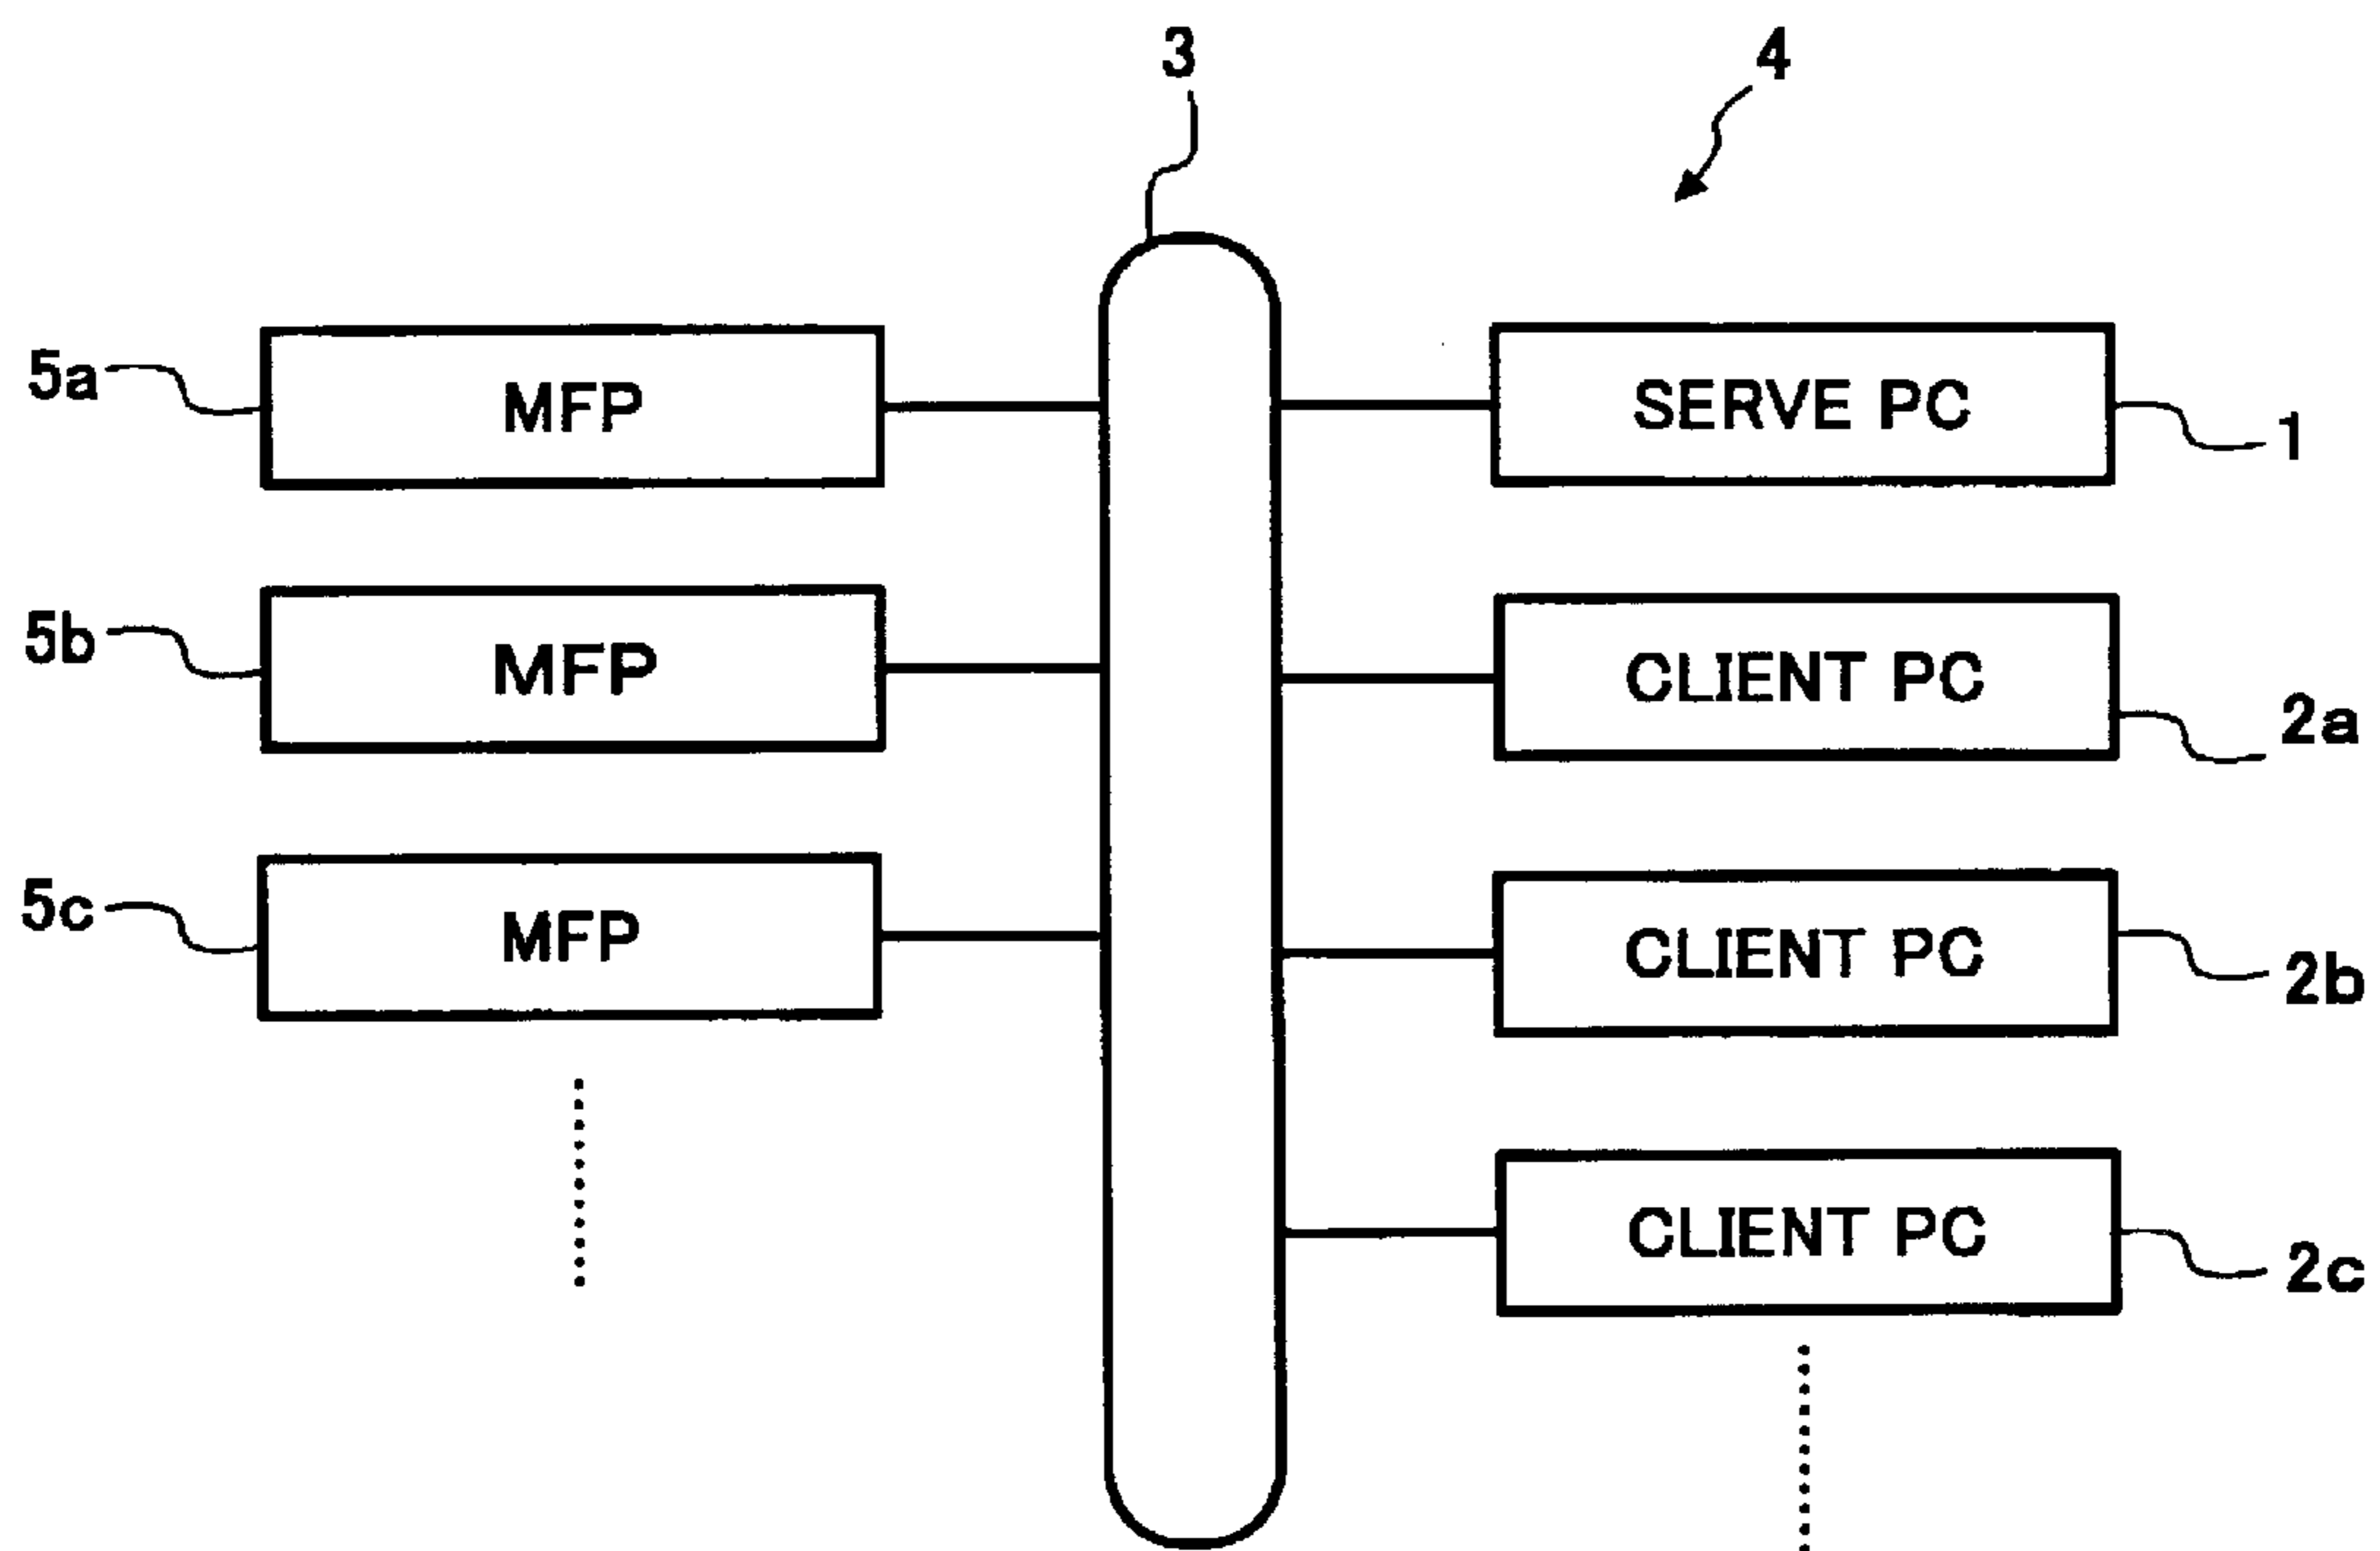 3
4
5a
MFP
SERVE PC
1
5b
MFP
CLIENT PC
2a
5c
MFP
CLIENT PC
2b
CLIENT PC
2c